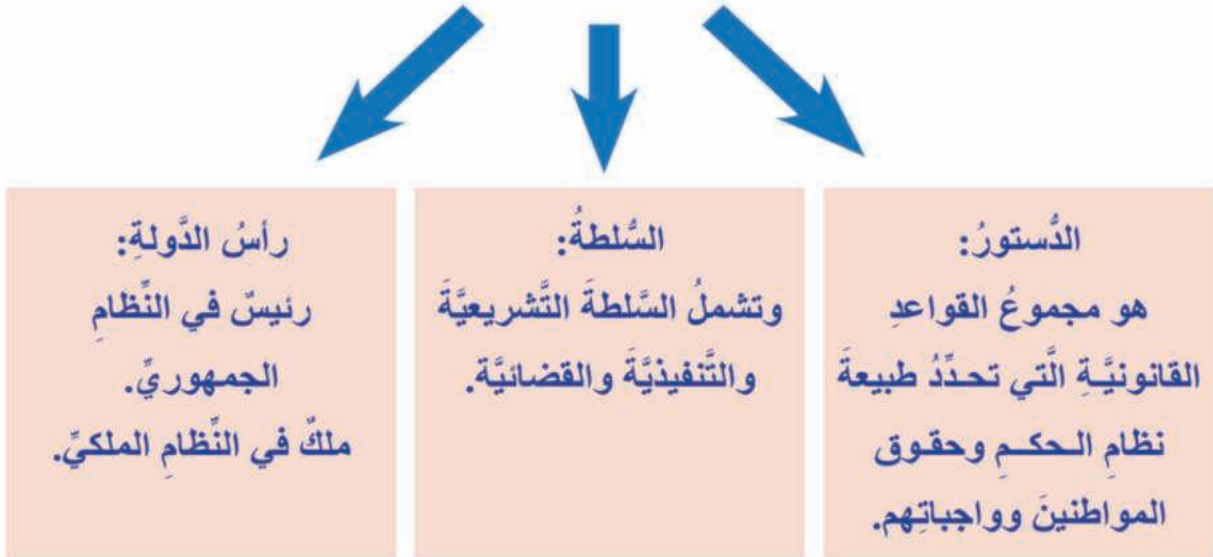 الدُّستورُ:
هو مجموعُ القواعدِ
القانونيَّـةِ الَّتي تحـدِّدُ طبيعةَ
نظامِ الـحكـمِ وحقـوق
المواطنينَ وواجباتِهم.
السُّلطةُ:
وتشملُ السَّلطةَ التَّشريعيَّةَ
والتَّنفيذيَّةَ والقضائيَّة.
رأسُ الدَّولةِ:
رئيسٌ في النِّظامِ
الجمهوريِّ.
ملكٌ في النِّظامِ الملكيِّ.